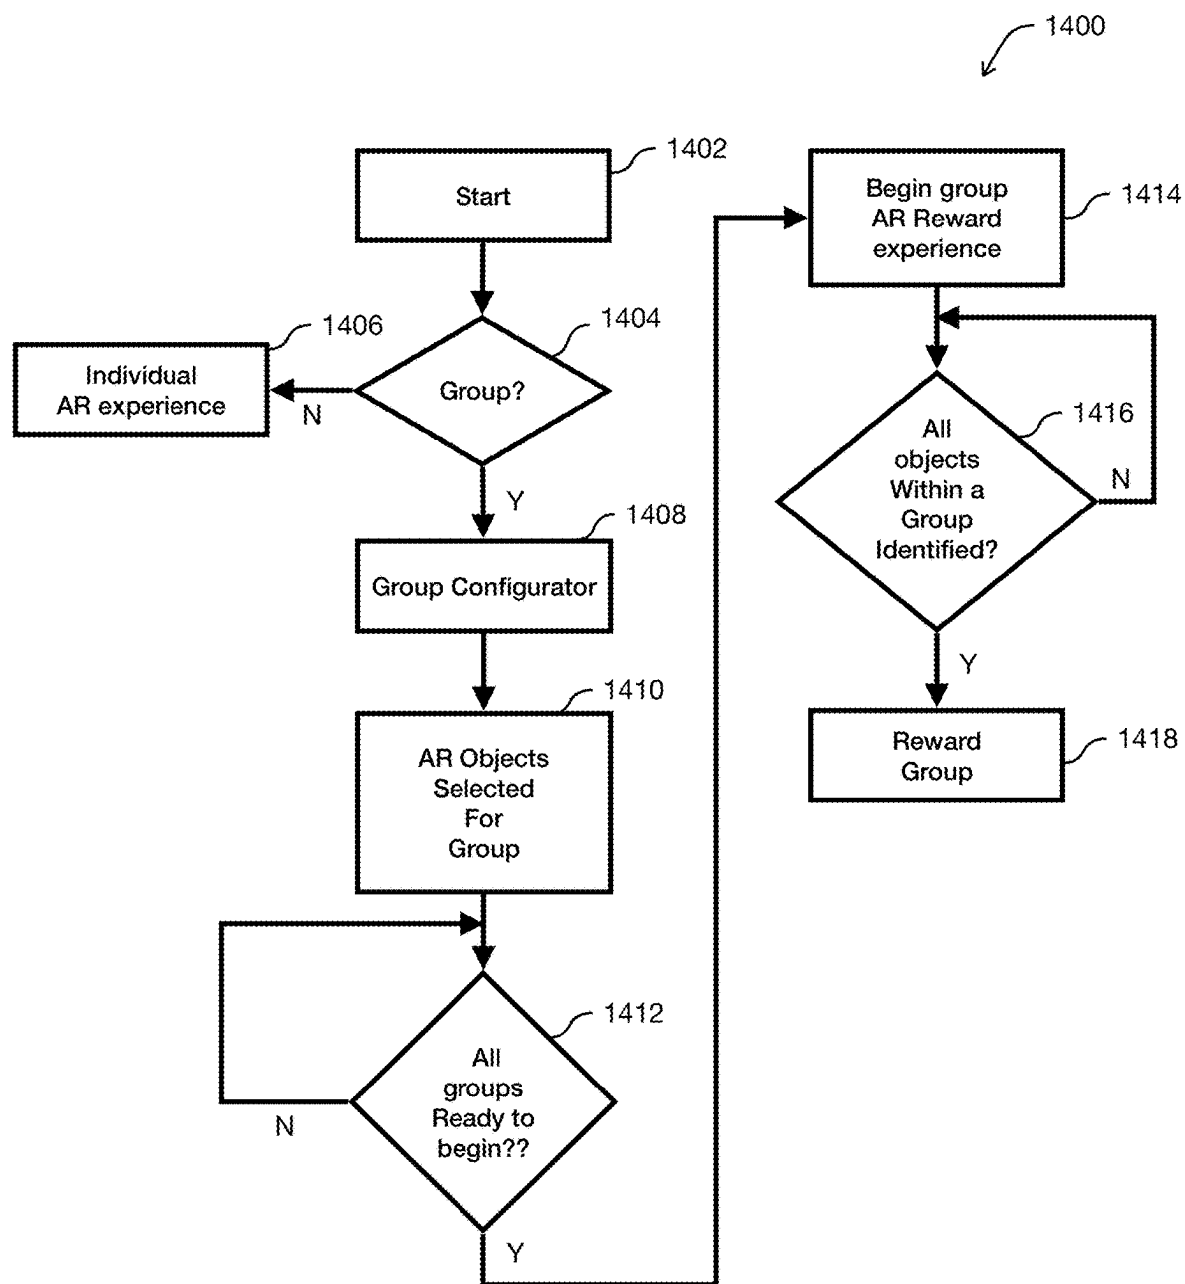 1400
1402
Start
1404
Group?
1406
Individual
AR experience
N
Y
1408
Group Configurator
1410
AR Objects
Selected
For
Group
1412
All
groups
Ready to
begin??
N
Y
Begin group
AR Reward
experience
1414
1416
All
objects
Within a
Group
Identified?
N
Y
Reward
Group
1418